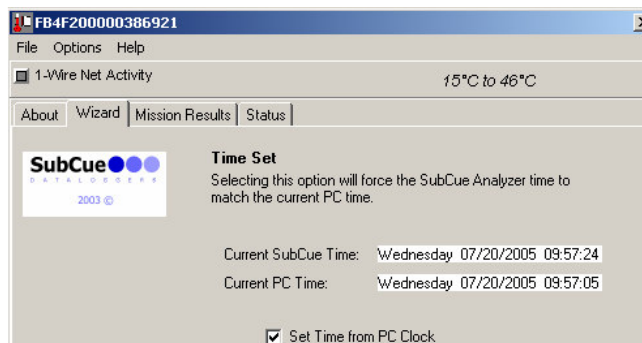 FB4F200000386921
File Options Help
1-Wire Net Activity 15°C to 46°C
About Wizard Mission Results Status
SubCue
DATALOGGERS
2003 ©
Time Set
Selecting this option will force the SubCue Analyzer time to
match the current PC time.
Current SubCue Time: Wednesday 07/20/2005 09:57:24
Current PC Time: Wednesday 07/20/2005 09:57:05
Set Time from PC Clock